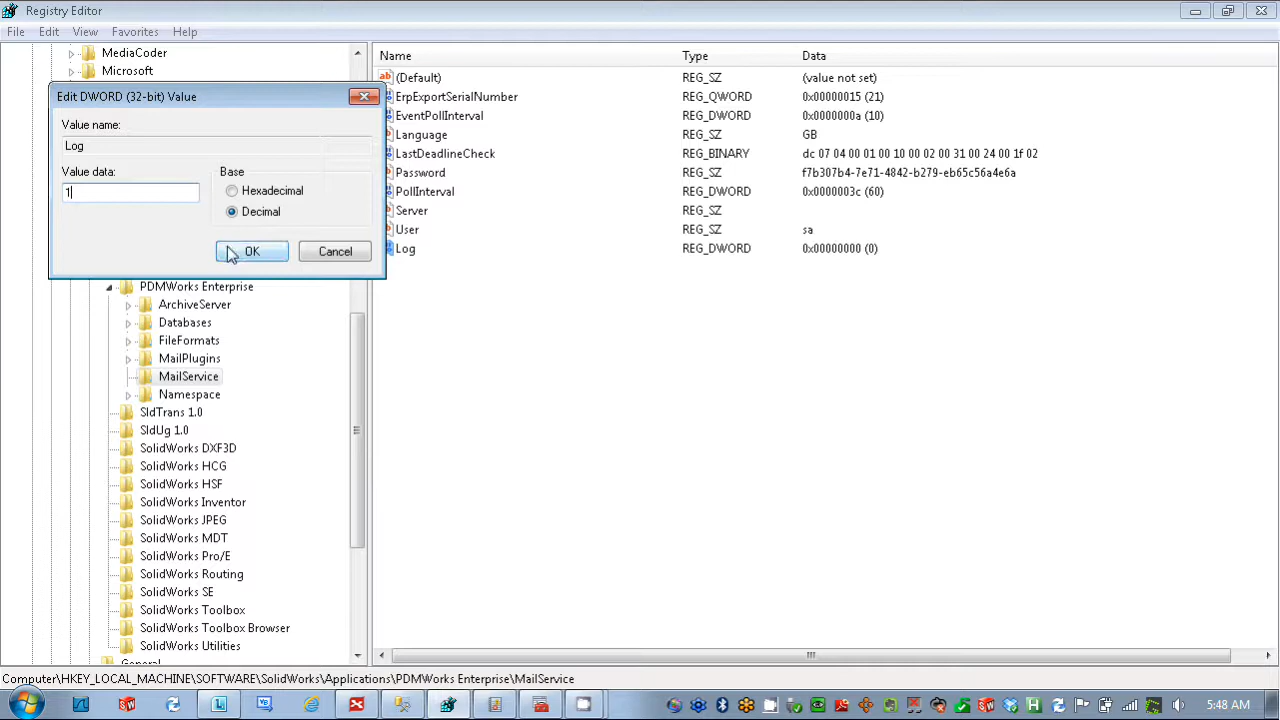 Registry Editor
File Edit View Favorites Help
MediaCoder
Microsoft
Edit DWORD (32-bit) Value
Value name:
Log
Value data:
1
Base
Hexadecimal
Decimal
OK Cancel
PDMWorks Enterprise
ArchiveServer
Databases
FileFormats
MailPlugins
MailService
Namespace
SldTrans 1.0
SldUg 1.0
SolidWorks DXF3D
SolidWorks HCG
SolidWorks HSF
SolidWorks Inventor
SolidWorks JPEG
SolidWorks MDT
SolidWorks Pro/E
SolidWorks Routing
SolidWorks SE
SolidWorks Toolbox
SolidWorks Toolbox Browser
SolidWorks Utilities
General
Name Type Data
(Default) REG_SZ (value not set)
ErpExportSerialNumber REG_QWORD 0x00000015 (21)
EventPollInterval REG_DWORD 0x0000000a (10)
Language REG_SZ GB
LastDeadlineCheck REG_BINARY dc 07 04 00 01 00 10 00 02 00 31 00 24 00 1f 02
Password REG_SZ f7b307b4-7e71-4842-b279-eb65c56a4e6a
PollInterval REG_DWORD 0x0000003c (60)
Server REG_SZ
User REG_SZ sa
Log REG_DWORD 0x00000000 (0)
Computer\HKEY_LOCAL_MACHINE\SOFTWARE\SolidWorks\Applications\PDMWorks Enterprise\MailService
5:48 AM